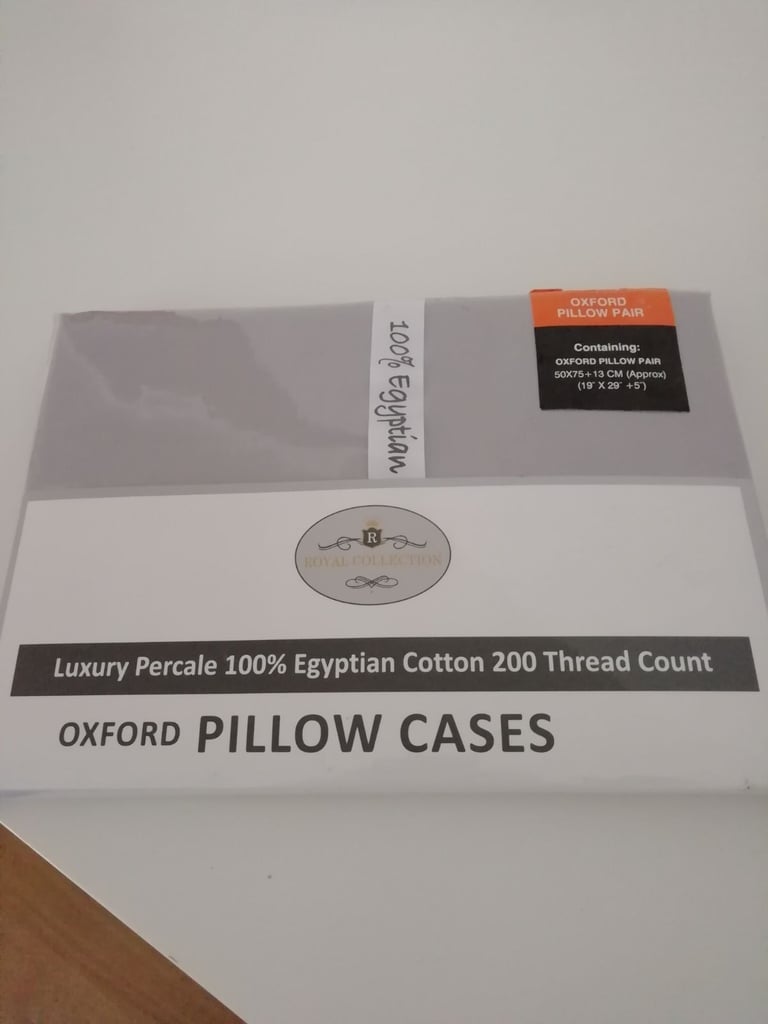 OXFORD
PILLOW PAIR
Containing:
OXFORD PILLOW PAIR
50X75+13 CM (Approx)
(19" X 29" +5")
100% Egyptian
R
ROYAL COLLECTION
Luxury Percale 100% Egyptian Cotton 200 Thread Count
OXFORD PILLOW CASES